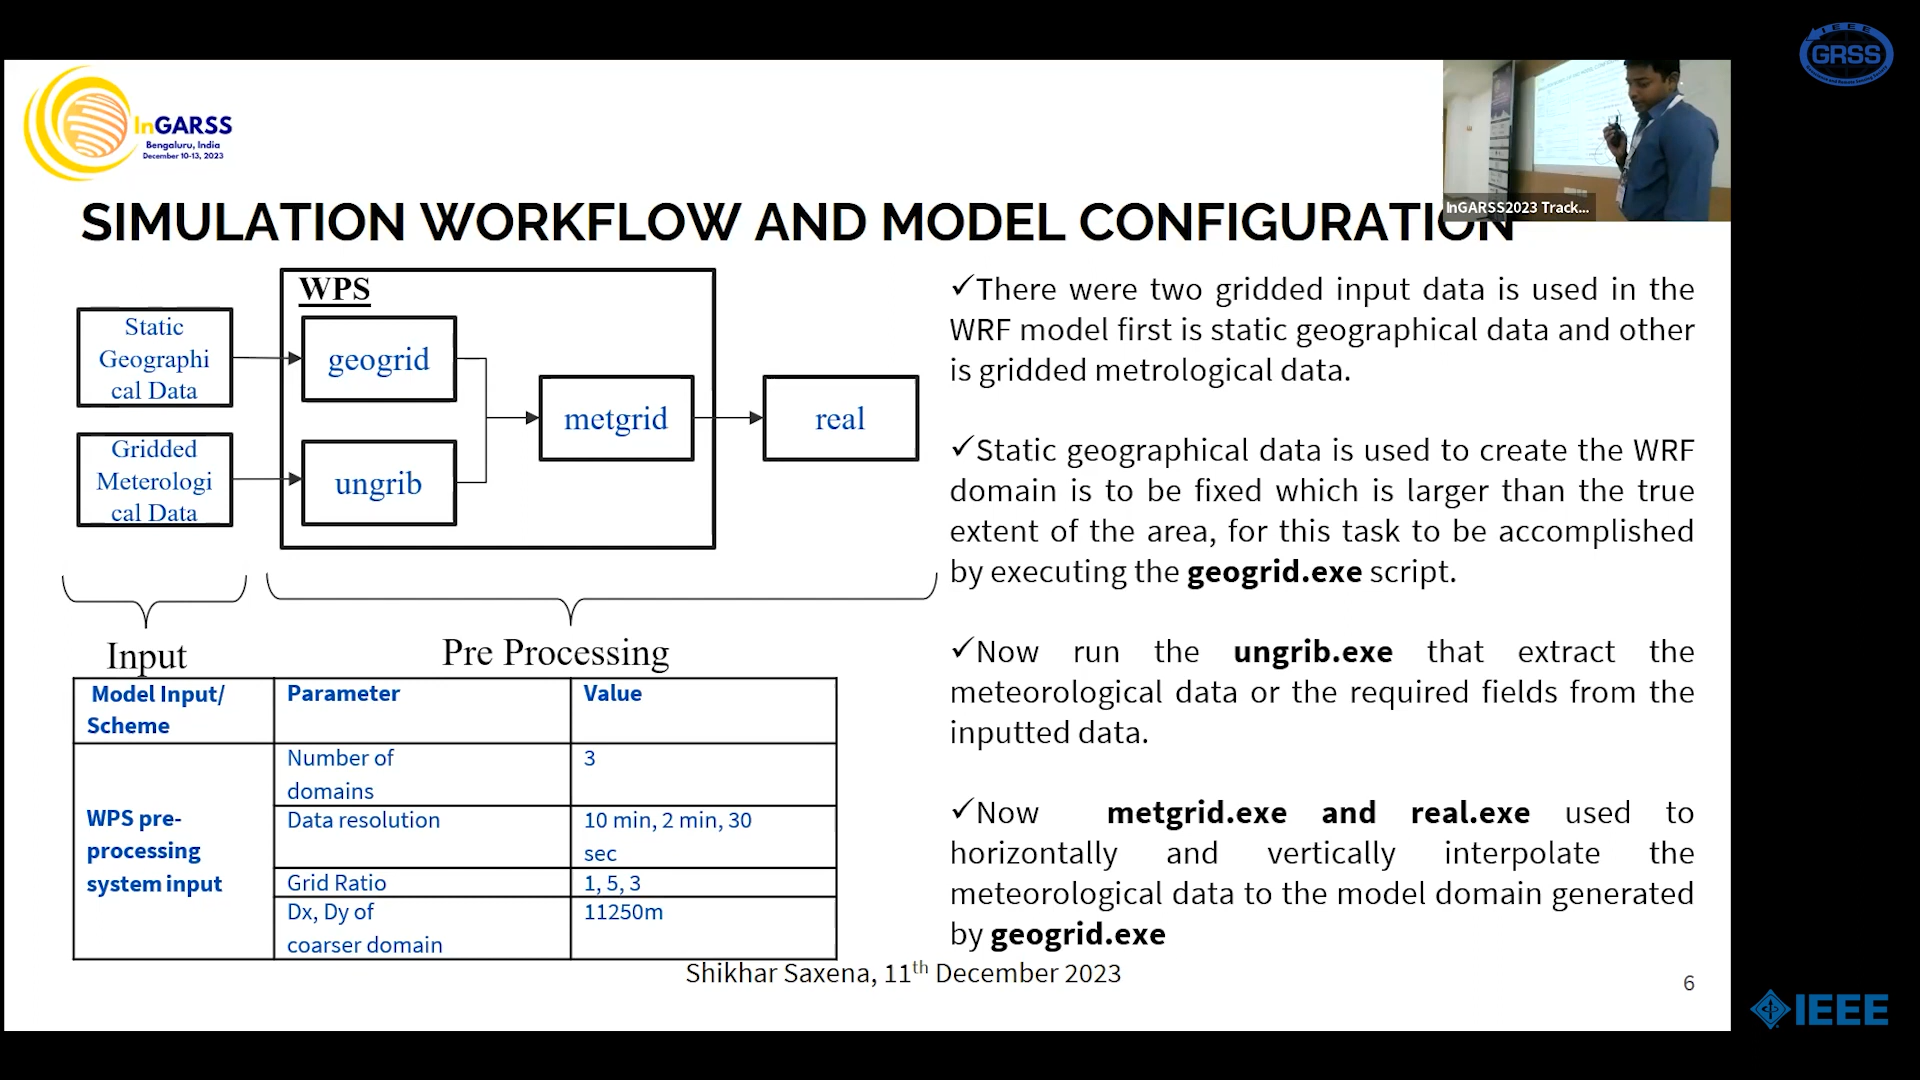 IEEE
GRSS
InGARSS
Bengaluru, India
December 10-13, 2023
InGARSS2023 Track...
SIMULATION WORKFLOW AND MODEL CONFIGURATION
WPS
Static
Geographi
cal Data
geogrid
metgrid
real
Gridded
Meterologi
cal Data
ungrib
Input
Pre Processing
Model Input/
Scheme
Parameter
Value
WPS pre-
processing
system input
Number of
domains
3
Data resolution
10 min, 2 min, 30
sec
Grid Ratio
1, 5, 3
Dx, Dy of
coarser domain
11250m
✓There were two gridded input data is used in the
WRF model first is static geographical data and other
is gridded metrological data.
✓Static geographical data is used to create the WRF
domain is to be fixed which is larger than the true
extent of the area, for this task to be accomplished
by executing the geogrid.exe script.
✓Now run the ungrib.exe that extract the
meteorological data or the required fields from the
inputted data.
✓Now metgrid.exe and real.exe used to
horizontally and vertically interpolate the
meteorological data to the model domain generated
by geogrid.exe
Shikhar Saxena, 11th December 2023
6
IEEE